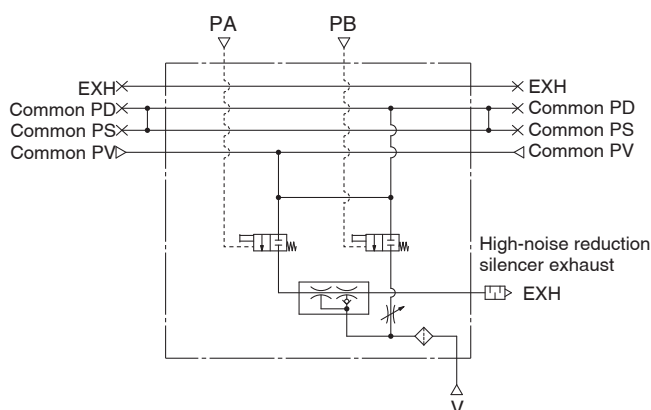 PA PB
EXH EXH
Common PD Common PD
Common PS Common PS
Common PV Common PV
High-noise reduction
silencer exhaust
EXH
V